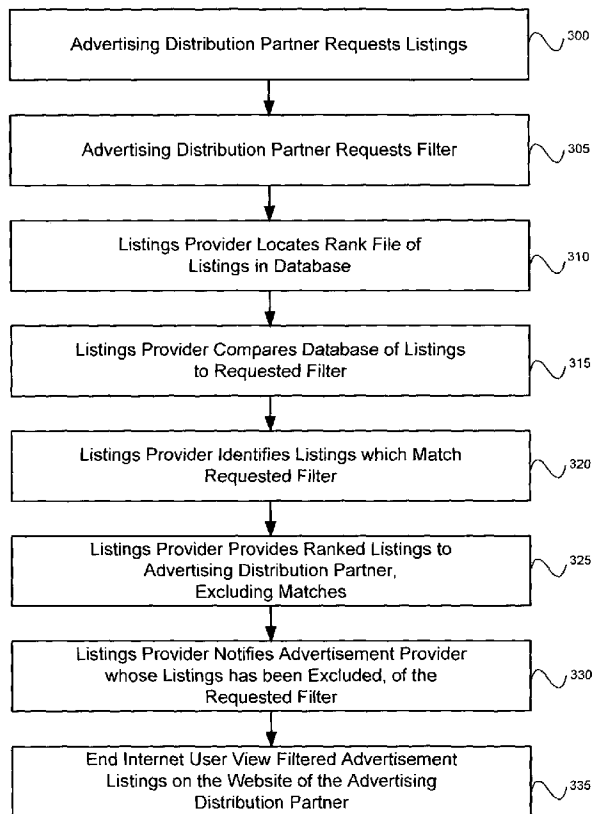 Advertising Distribution Partner Requests Listings
300
Advertising Distribution Partner Requests Filter
305
Listings Provider Locates Rank File of
Listings in Database
310
Listings Provider Compares Database of Listings
to Requested Filter
315
Listings Provider Identifies Listings which Match
Requested Filter
320
Listings Provider Provides Ranked Listings to
Advertising Distribution Partner,
Excluding Matches
325
Listings Provider Notifies Advertisement Provider
whose Listings has been Excluded, of the
Requested Filter
330
End Internet User View Filtered Advertisement
Listings on the Website of the Advertising
Distribution Partner
335